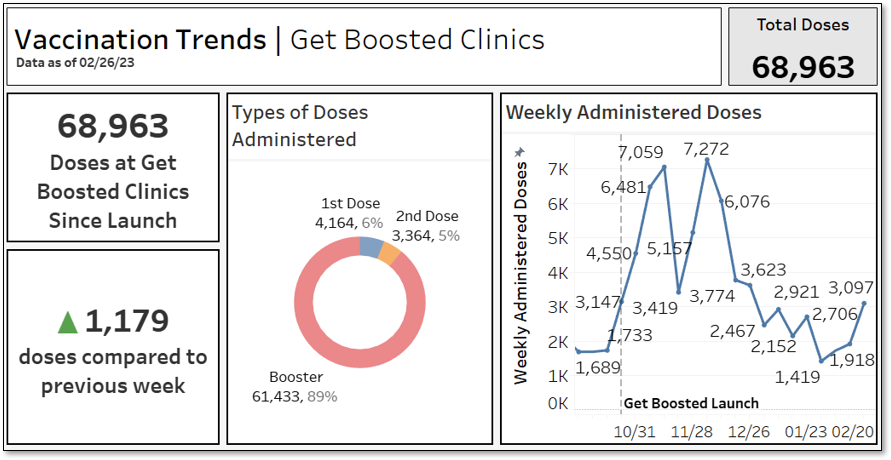 Vaccination Trends | Get Boosted Clinics
Data as of 02/26/23
Total Doses
68,963
68,963
Doses at Get
Boosted Clinics
Since Launch
▲ 1,179
doses compared to
previous week
Types of Doses
Administered
1st Dose
4,164, 6%
2nd Dose
3,364, 5%
Booster
61,433, 89%
Weekly Administered Doses
Weekly Administered Doses
7K
6K
5K
4K
3K
2K
1K
0K
1,689
1,733
3,147
4,550
6,481
7,059
3,419
5,157
7,272
6,076
3,774
3,623
2,467
2,921
2,152
2,706
1,419
1,918
3,097
Get Boosted Launch
10/31 11/28 12/26 01/23 02/20